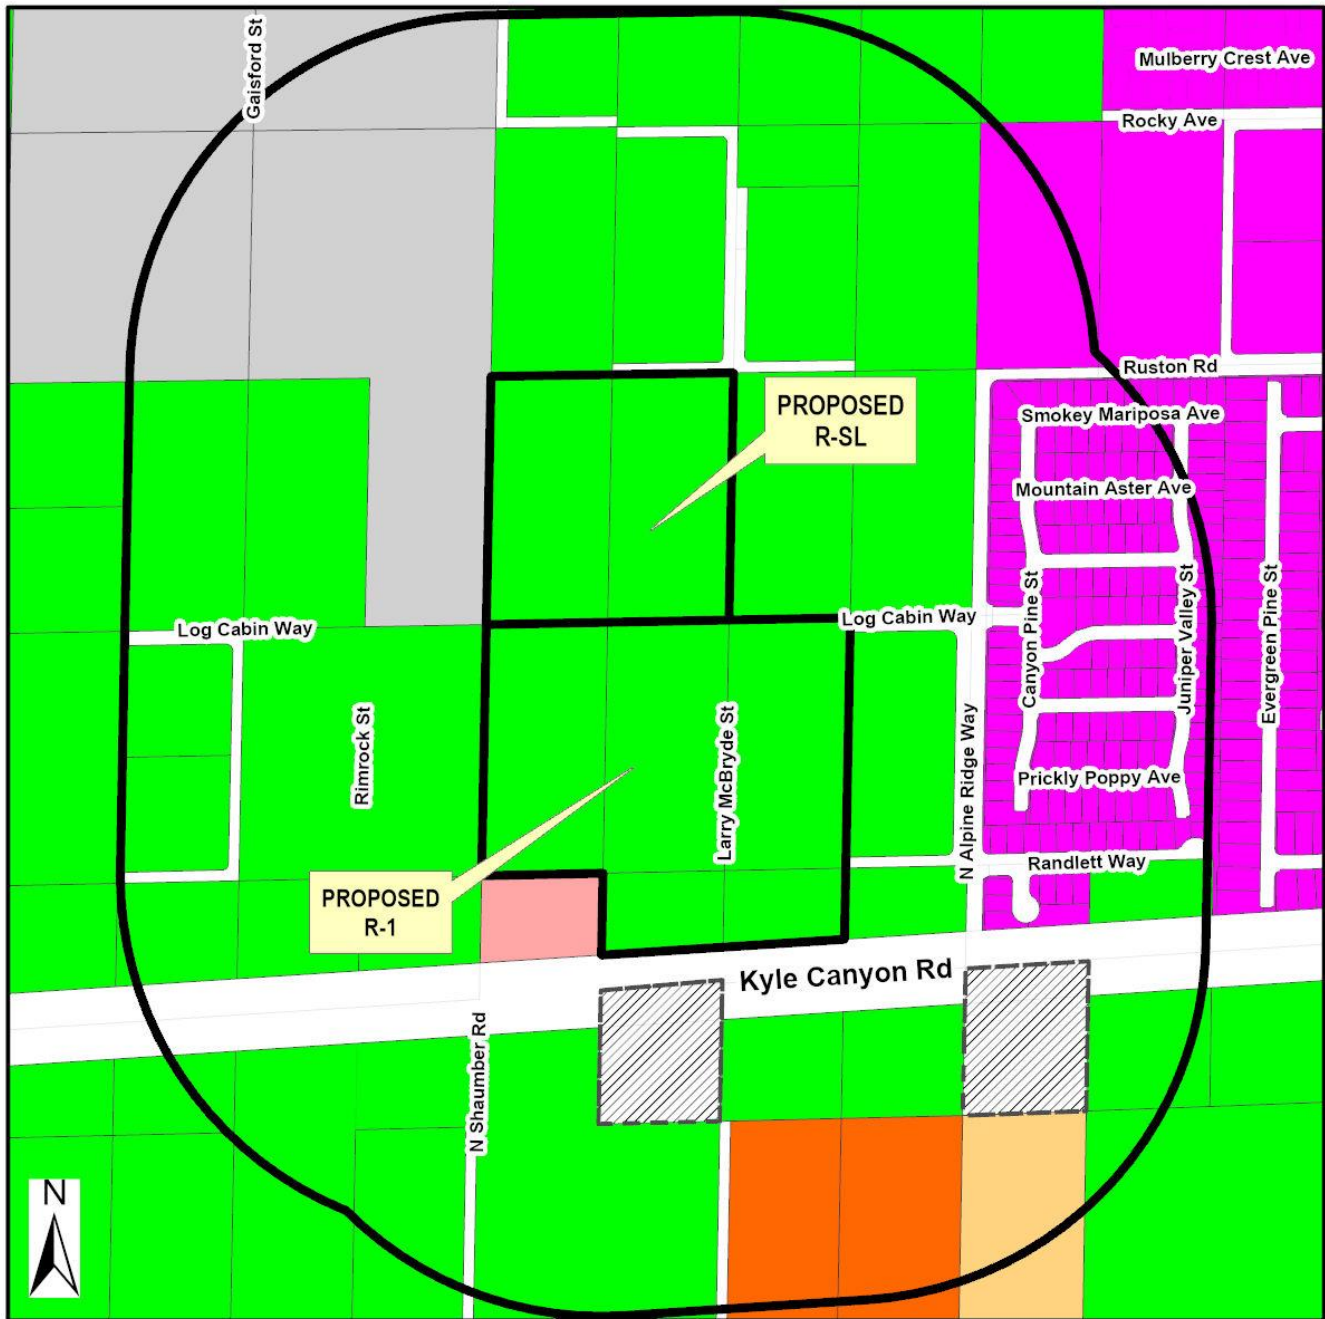 Gaisford St
Mulberry Crest Ave
Rocky Ave
Ruston Rd
PROPOSED
R-SL
Smokey Mariposa Ave
Mountain Aster Ave
Log Cabin Way
Log Cabin Way
Canyon Pine St
Juniper Valley St
Evergreen Pine St
Rimrock St
Larry McBryde St
N Alpine Ridge Way
Prickly Poppy Ave
Randlett Way
PROPOSED
R-1
Kyle Canyon Rd
N Shaumber Rd
N